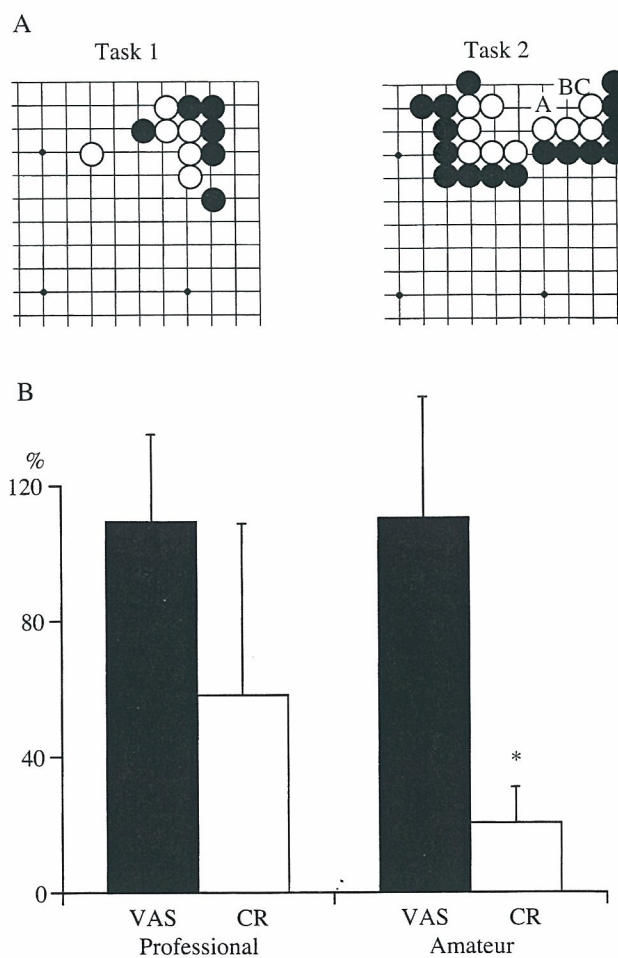 A
Task 1 Task 2
BC
A
B
%
120
80
40
*
0
VAS CR VAS CR
Professional Amateur